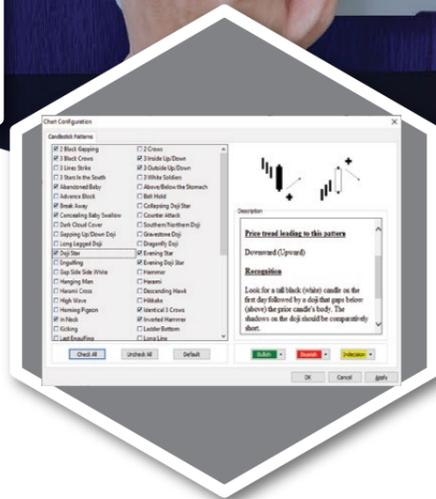 Chart Configuration
Candlestick Patterns
2 Black Gapping
3 Black Crows
3 Lines Strike
3 Stars In the South
Abandoned Baby
Advance Block
Break Away
Concealing Baby Swallow
Dark Cloud Cover
Gapping Up/Down Doji
Long Legged Doji
Doji Star
Engulfing
Gap Side Side White
Hanging Man
Harami Cross
High Wave
Homing Pigeon
In Neck
Kicking
Last Engulfing
2 Crows
3 Inside Up/Down
3 Outside Up/Down
3 White Soldiers
Above/Below the Stomach
Belt Hold
Collapsing Doji Star
Counter Attack
Southern/Northern Doji
Gravestone Doji
Dragonfly Doji
Evening Star
Evening Doji Star
Hammer
Harami
Descending Hawk
Hikkake
Identical 3 Crows
Inverted Hammer
Ladder Bottom
Long Line
Check All
Uncheck All
Default
Description
Price trend leading to this pattern
Downward (Upward)
Recognition
Look for a tall black (white) candle on the
first day followed by a doji that gaps below
(above) the prior candle's body. The
shadows on the doji should be comparatively
short.
Bullish
Bearish
Indecision
OK
Cancel
Apply